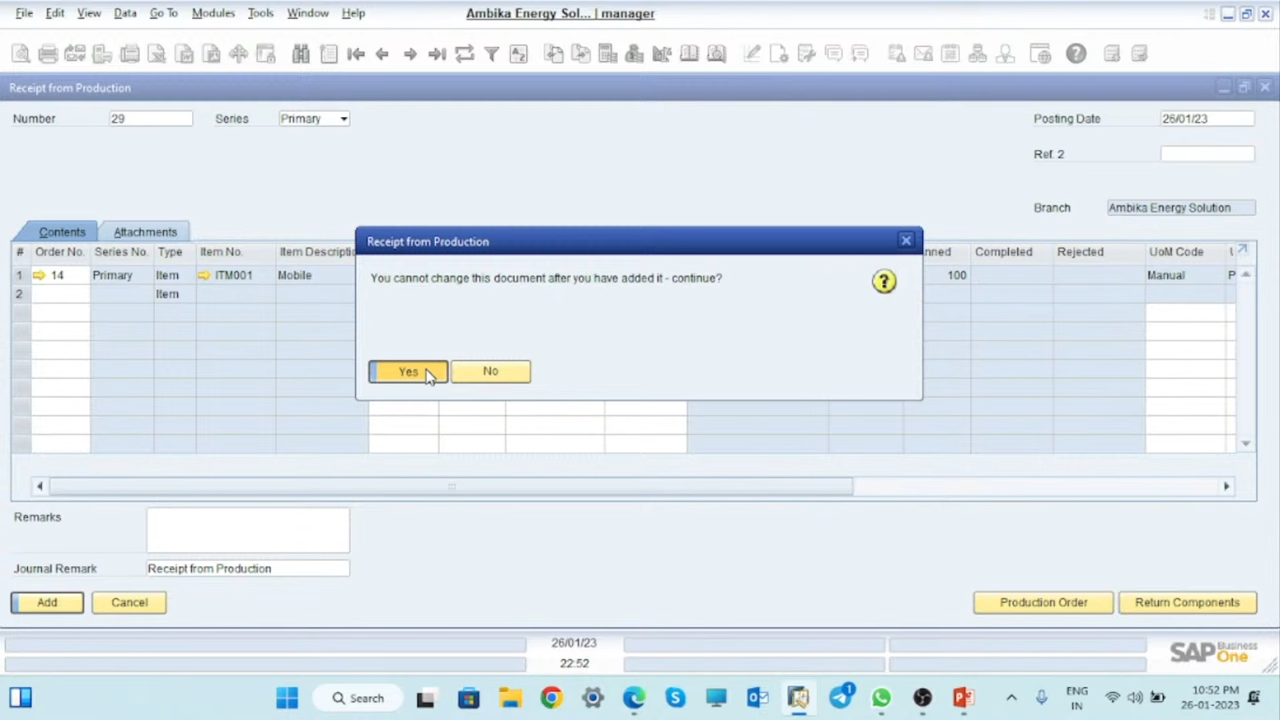 File Edit View Data Go To Modules Tools Window Help Ambika Energy Sol... | manager
Receipt from Production
Number 29 Series Primary Posting Date 26/01/23
Ref. 2
Branch Ambika Energy Solution
Contents Attachments
# Order No. Series No. Type Item No. Item Descriptio nned Completed Rejected UoM Code
1 14 Primary Item ITM001 Mobile 100 Manual P
2 Item
Receipt from Production
You cannot change this document after you have added it - continue?
Yes No
Remarks
Journal Remark Receipt from Production
Add Cancel Production Order Return Components
26/01/23
22:52
SAP Business One
Search 1 ENG IN 10:52 PM 26-01-2023